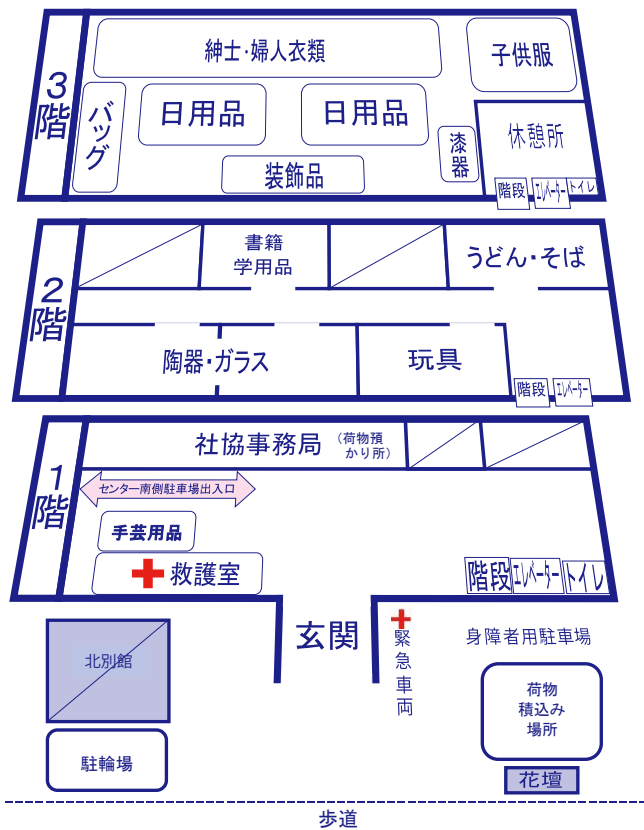 3階
紳士・婦人衣類
子供服
バッグ
日用品
日用品
漆器
休憩所
装飾品
階段
エレベーター
トイレ
2階
書籍
学用品
うどん・そば
陶器・ガラス
玩具
階段
エレベーター
1階
社協事務局
(荷物預
かり所)
センター南側駐車場出入口
手芸用品
救護室
階段
エレベーター
トイレ
玄関
緊急車両
身障者用駐車場
北別館
荷物
積込み
場所
駐輪場
花壇
歩道